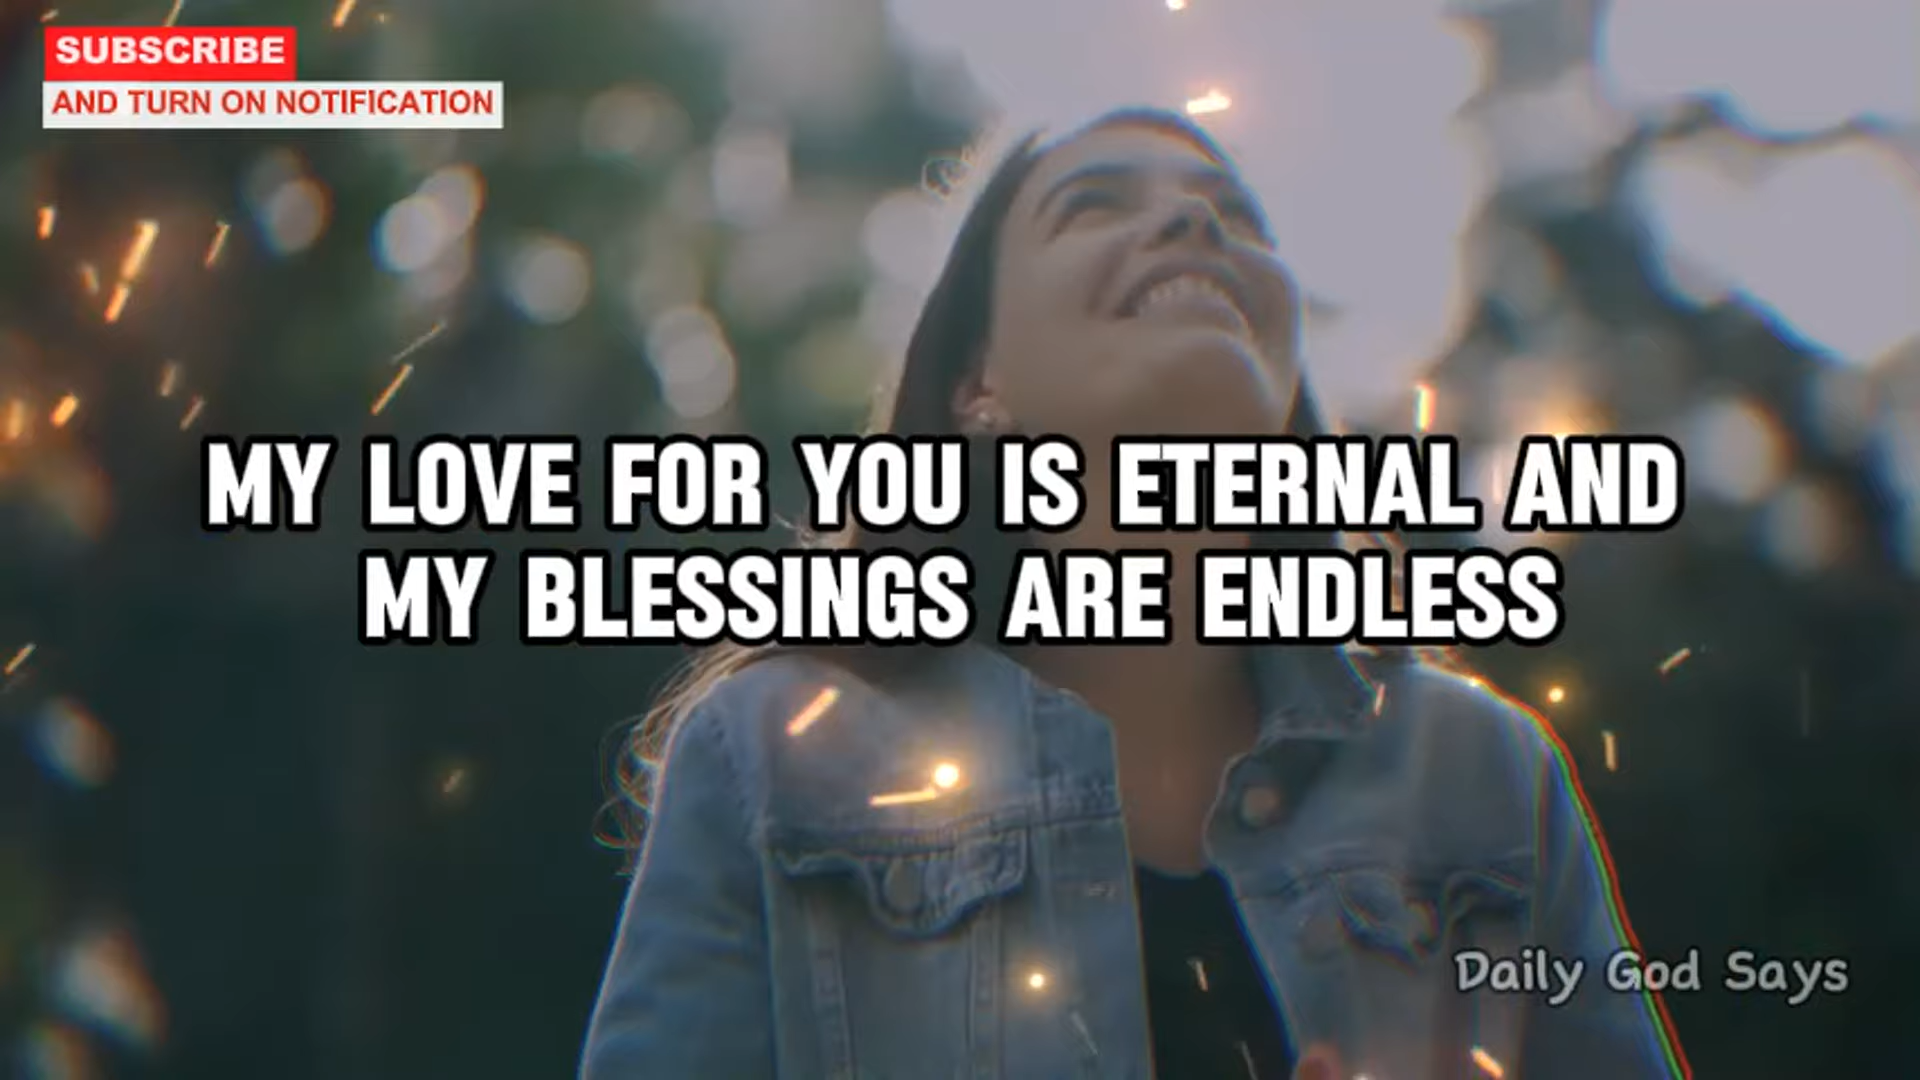 SUBSCRIBE
AND TURN ON NOTIFICATION
MY LOVE FOR YOU IS ETERNAL AND
MY BLESSINGS ARE ENDLESS
Daily God Says